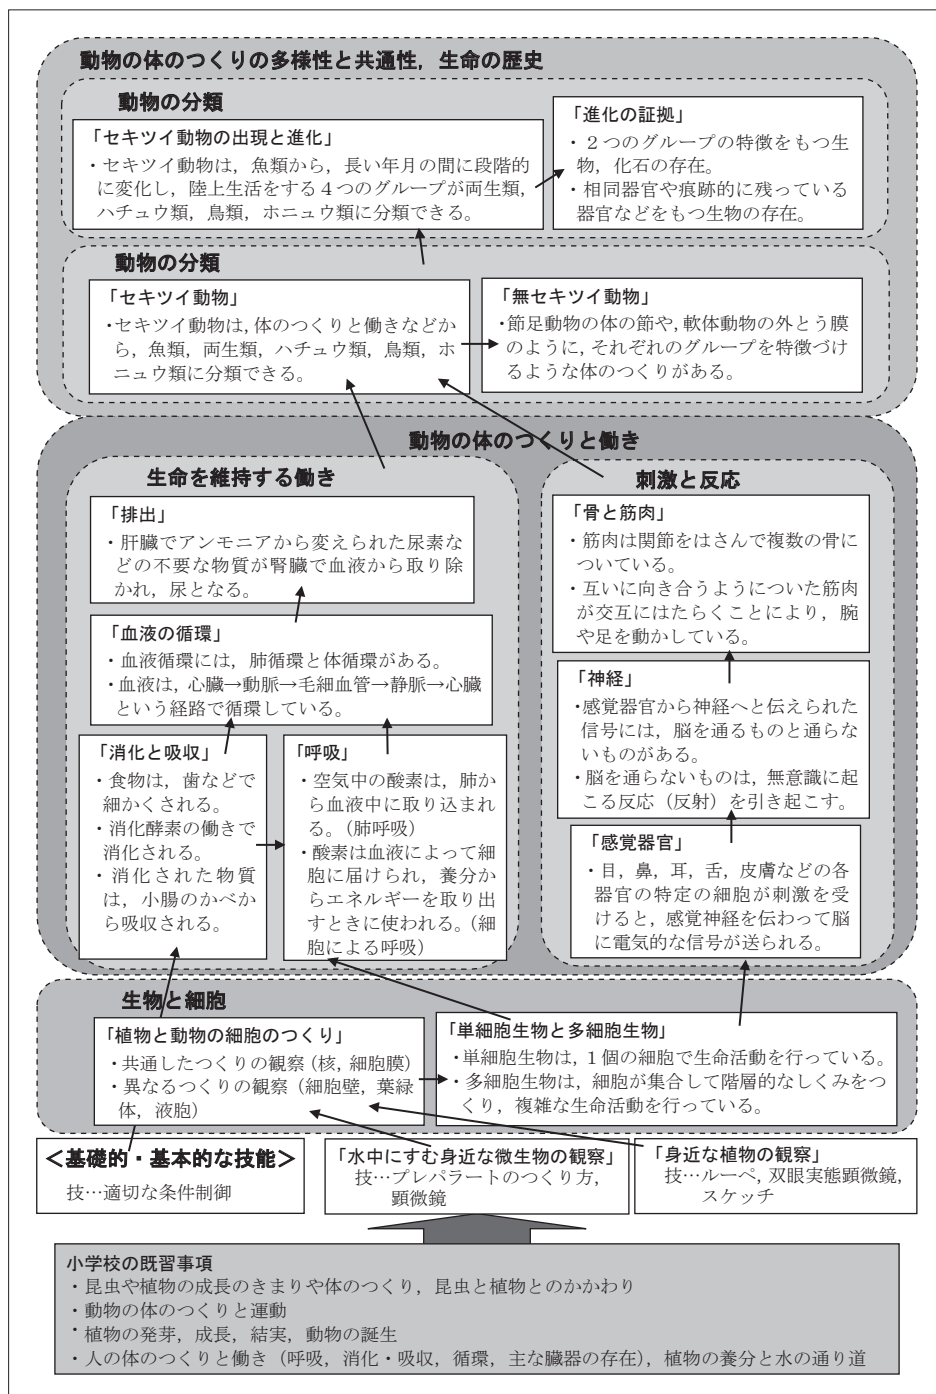 動物の体のつくりの多様性と共通性，生命の歴史
動物の分類
「セキツイ動物の出現と進化」
・セキツイ動物は，魚類から，長い年月の間に段階的
に変化し，陸上生活をする４つのグループが両生類，
ハチュウ類，鳥類，ホニュウ類に分類できる。
「進化の証拠」
・２つのグループの特徴をもつ生
物，化石の存在。
・相同器官や痕跡的に残っている
器官などをもつ生物の存在。
動物の分類
「セキツイ動物」
・セキツイ動物は，体のつくりと働きなどか
ら，魚類，両生類，ハチュウ類，鳥類，ホ
ニュウ類に分類できる。
「無セキツイ動物」
・節足動物の体の節や，軟体動物の外とう膜
のように，それぞれのグループを特徴づけ
るような体のつくりがある。
動物の体のつくりと働き
生命を維持する働き
「排出」
・肝臓でアンモニアから変えられた尿素な
どの不要な物質が腎臓で血液から取り除
かれ，尿となる。
「血液の循環」
・血液循環には，肺循環と体循環がある。
・血液は，心臓→動脈→毛細血管→静脈→心臓
という経路で循環している。
「消化と吸収」
・食物は，歯などで
細かくされる。
・消化酵素の働きで
消化される。
・消化された物質
は，小腸のかべか
ら吸収される。
「呼吸」
・空気中の酸素は，肺か
ら血液中に取り込まれ
る。（肺呼吸）
・酸素は血液によって細
胞に届けられ，養分か
らエネルギーを取り出
すときに使われる。（細
胞による呼吸）
刺激と反応
「骨と筋肉」
・筋肉は関節をはさんで複数の骨に
ついている。
・互いに向き合うようについた筋肉
が交互にはたらくことにより，腕
や足を動かしている。
「神経」
・感覚器官から神経へと伝えられた
信号には，脳を通るものと通らな
いものがある。
・脳を通らないものは，無意識に起
こる反応（反射）を引き起こす。
「感覚器官」
・目，鼻，耳，舌，皮膚などの各
器官の特定の細胞が刺激を受
けると，感覚神経を伝わって脳
に電気的な信号が送られる。
生物と細胞
「植物と動物の細胞のつくり」
・共通したつくりの観察（核，細胞膜）
・異なるつくりの観察（細胞壁，葉緑
体，液胞）
「単細胞生物と多細胞生物」
・単細胞生物は，１個の細胞で生命活動を行っている。
・多細胞生物は，細胞が集合して階層的なしくみをつ
くり，複雑な生命活動を行っている。
＜基礎的・基本的な技能＞
技…適切な条件制御
「水中にすむ身近な微生物の観察」
技…プレパラートのつくり方，
顕微鏡
「身近な植物の観察」
技…ルーペ，双眼実態顕微鏡，
スケッチ
小学校の既習事項
・昆虫や植物の成長のきまりや体のつくり，昆虫と植物とのかかわり
・動物の体のつくりと運動
・植物の発芽，成長，結実，動物の誕生
・人の体のつくりと働き（呼吸，消化・吸収，循環，主な臓器の存在），植物の養分と水の通り道